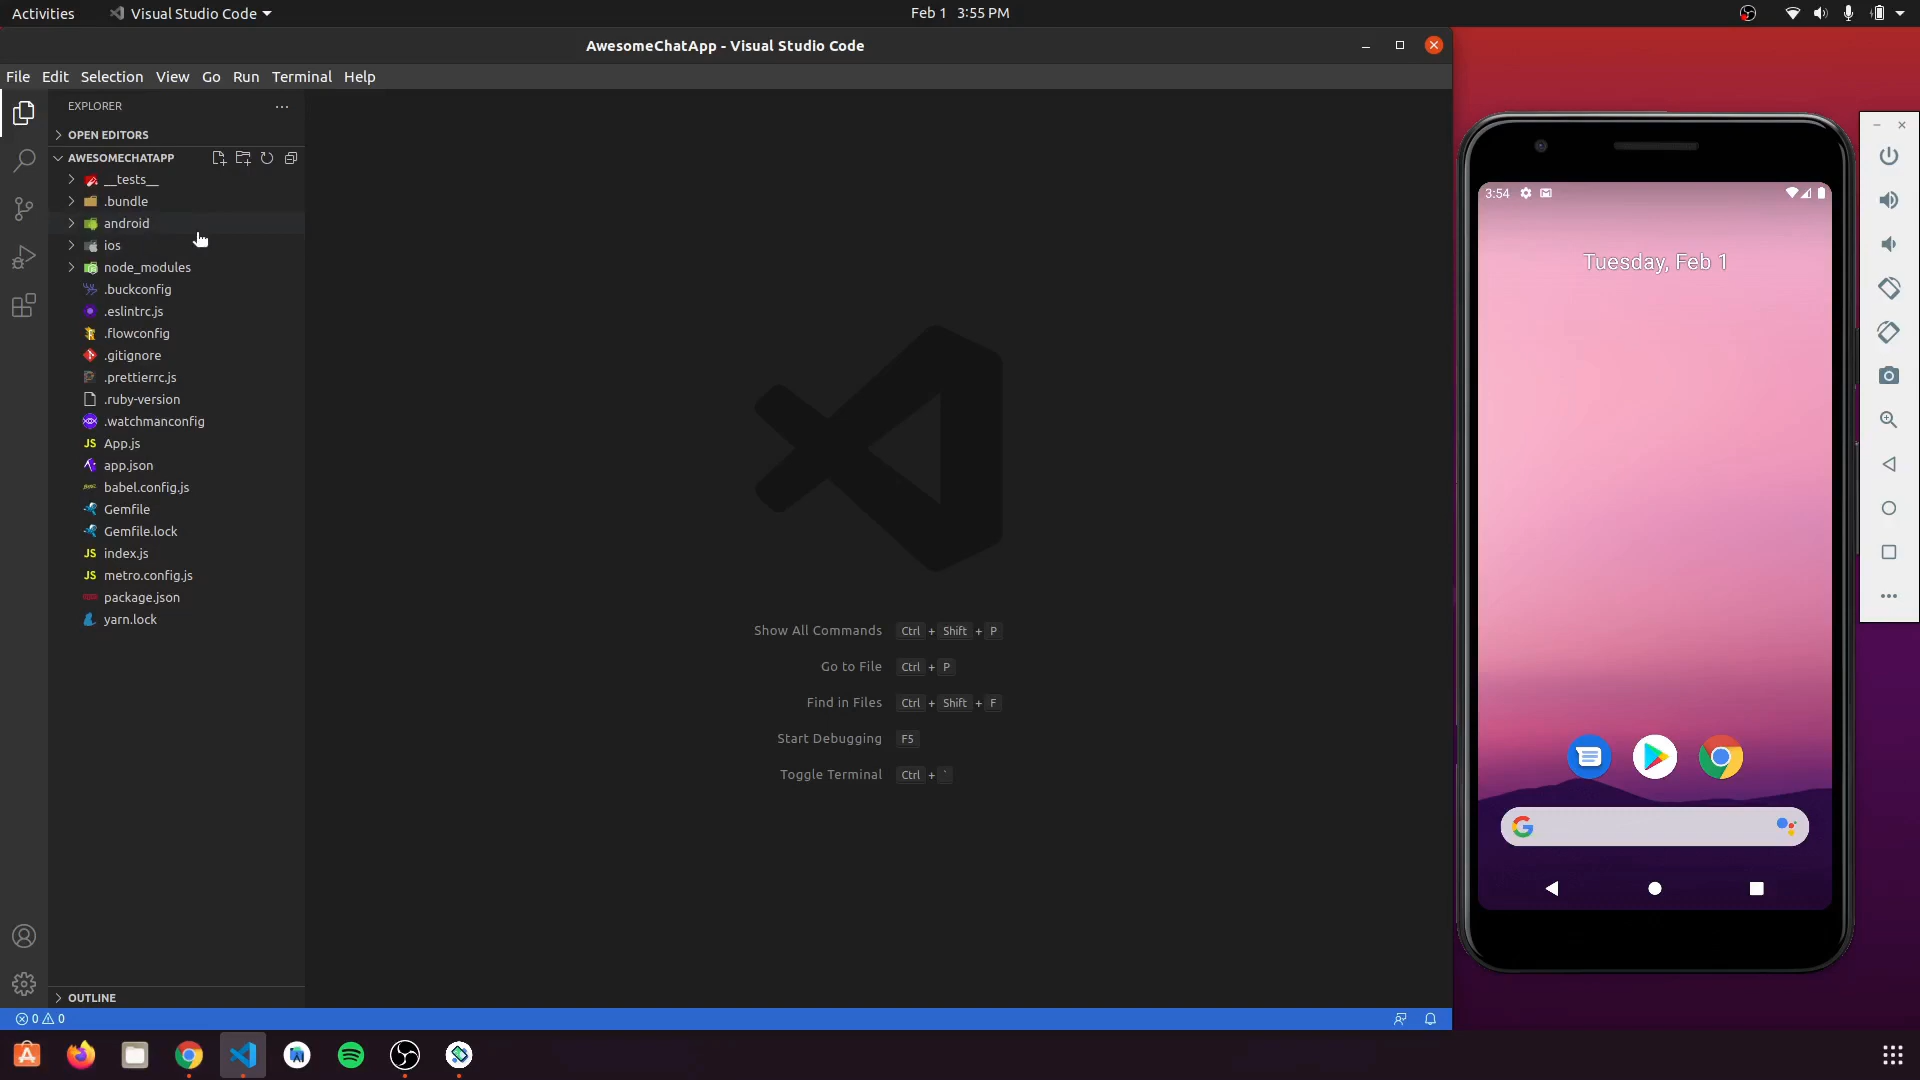 Activities
Visual Studio Code
Feb 1 3:55 PM
AwesomeChatApp - Visual Studio Code
File Edit Selection View Go Run Terminal Help
EXPLORER
OPEN EDITORS
AWESOMECHATAPP
__tests__
.bundle
android
ios
node_modules
.buckconfig
.eslintrc.js
.flowconfig
.gitignore
.prettierrc.js
.ruby-version
.watchmanconfig
JS App.js
app.json
babel.config.js
Gemfile
Gemfile.lock
JS index.js
JS metro.config.js
package.json
yarn.lock
OUTLINE
0 0
Show All Commands Ctrl + Shift + P
Go to File Ctrl + P
Find in Files Ctrl + Shift + F
Start Debugging F5
Toggle Terminal Ctrl + `
3:54
Tuesday, Feb 1